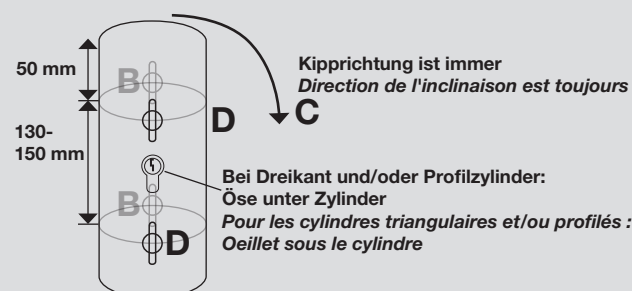 50 mm
B
Kipprichtung ist immer
Direction de l'inclinaison est toujours
D
C
130-
150 mm
Bei Dreikant und/oder Profilzylinder:
Öse unter Zylinder
Pour les cylindres triangulaires et/ou profilés :
Oeillet sous le cylindre
B
D